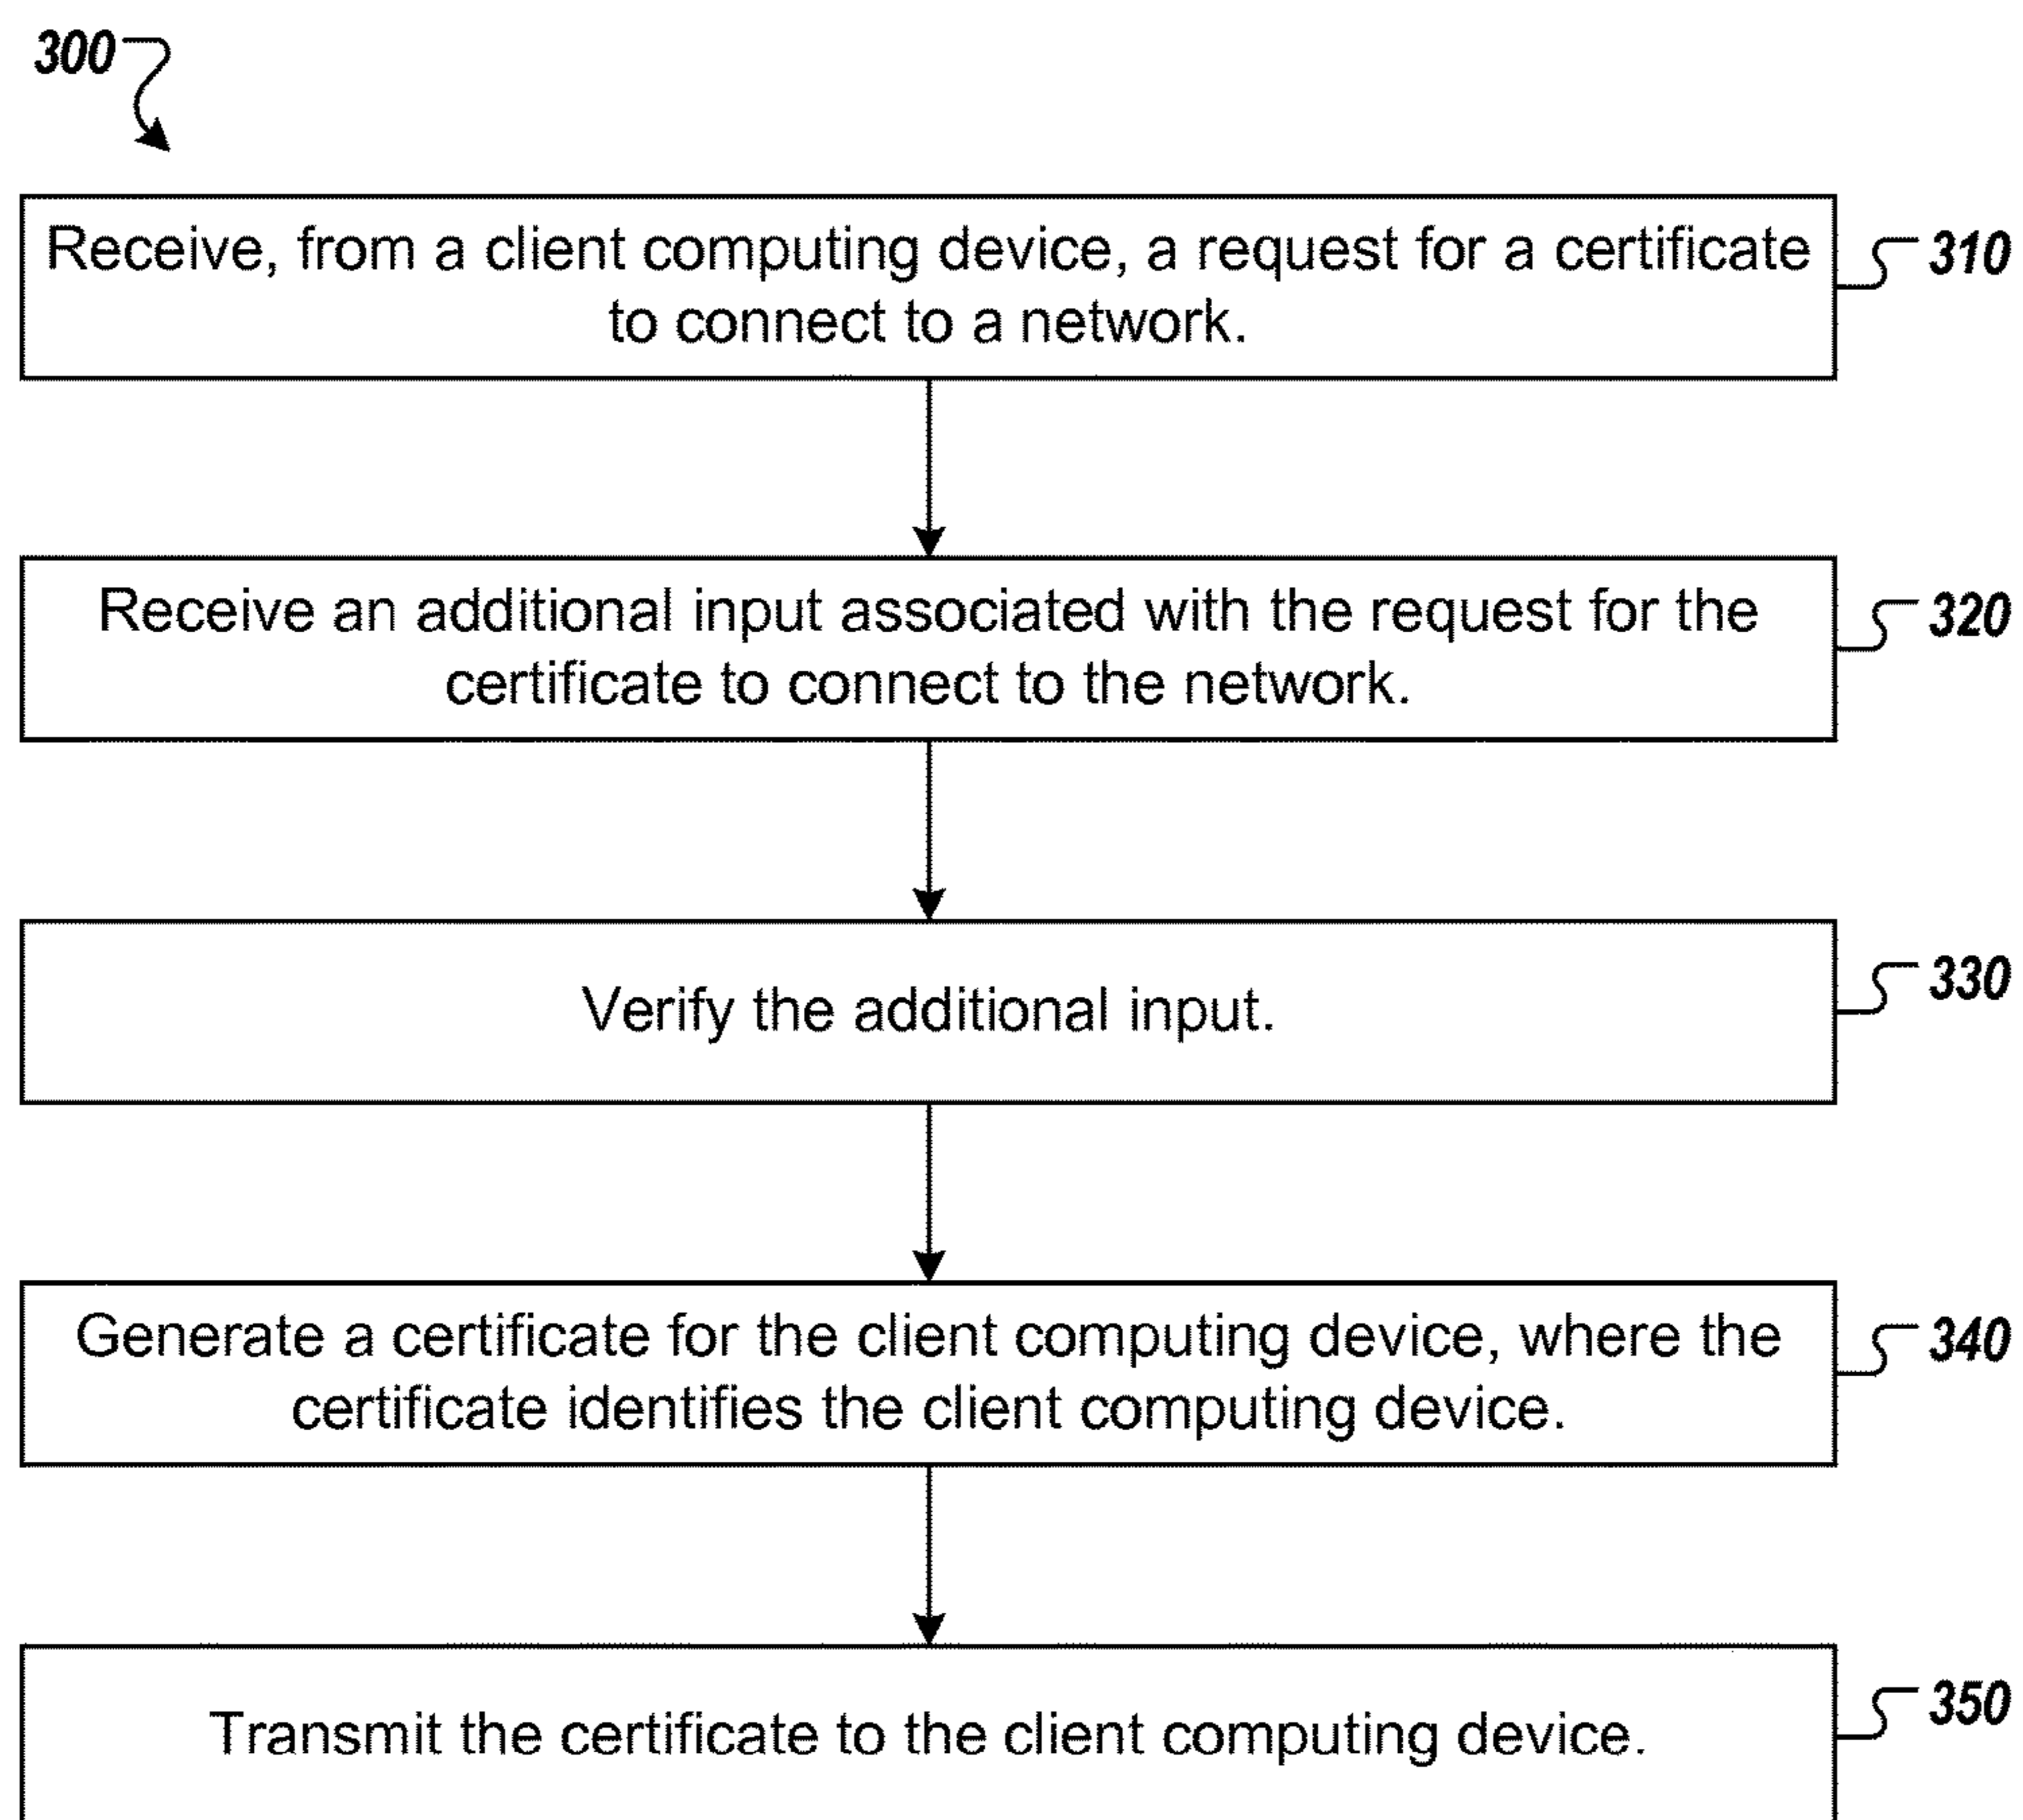 300
Receive, from a client computing device, a request for a certificate
to connect to a network.
310
Receive an additional input associated with the request for the
certificate to connect to the network.
320
Verify the additional input.
330
Generate a certificate for the client computing device, where the
certificate identifies the client computing device.
340
Transmit the certificate to the client computing device.
350